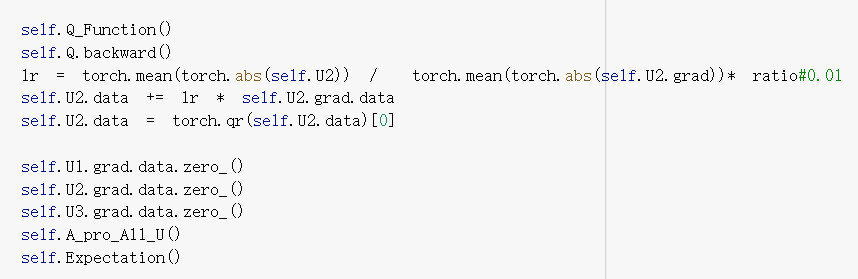 self.Q_Function()
self.Q.backward()
lr = torch.mean(torch.abs(self.U2)) / torch.mean(torch.abs(self.U2.grad))* ratio#0.01
self.U2.data += lr * self.U2.grad.data
self.U2.data = torch.qr(self.U2.data)[0]
self.U1.grad.data.zero_()
self.U2.grad.data.zero_()
self.U3.grad.data.zero_()
self.A_pro_All_U()
self.Expectation()